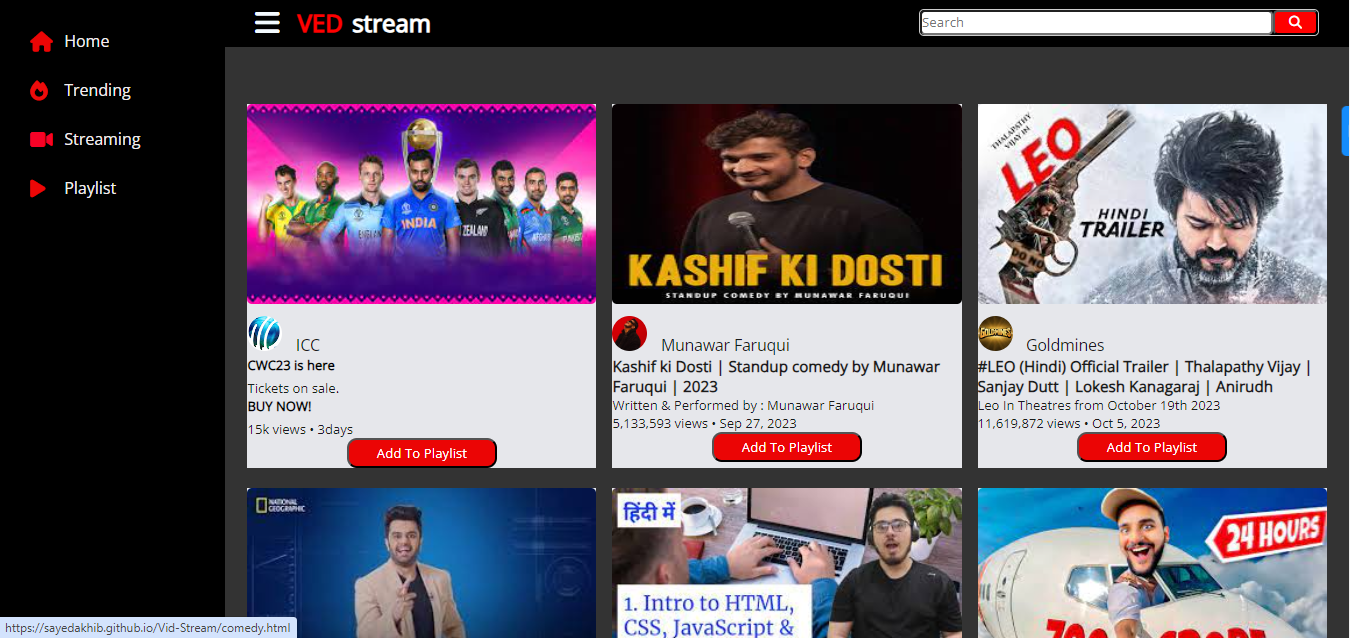 VED stream
Search
Home
Trending
Streaming
Playlist
INDIA
ENGLAND
ZEALAND
KASHIF KI DOSTI
STANDUP COMEDY BY MUNAWAR FARUQUI
THALAPATHY
VIJAY IN
LEO
HINDI
TRAILER
DO NO
ICC
CWC23 is here
Tickets on sale.
BUY NOW!
15k views • 3days
Add To Playlist
Munawar Faruqui
Kashif ki Dosti | Standup comedy by Munawar
Faruqui | 2023
Written & Performed by : Munawar Faruqui
5,133,593 views • Sep 27, 2023
Add To Playlist
GOLDMINES
Goldmines
#LEO (Hindi) Official Trailer | Thalapathy Vijay |
Sanjay Dutt | Lokesh Kanagaraj | Anirudh
Leo In Theatres from October 19th 2023
11,619,872 views • Oct 5, 2023
Add To Playlist
NATIONAL
GEOGRAPHIC
हिंदी में
1. Intro to HTML,
CSS, JavaScript &
24 HOURS
https://sayedakhib.github.io/Vid-Stream/comedy.html